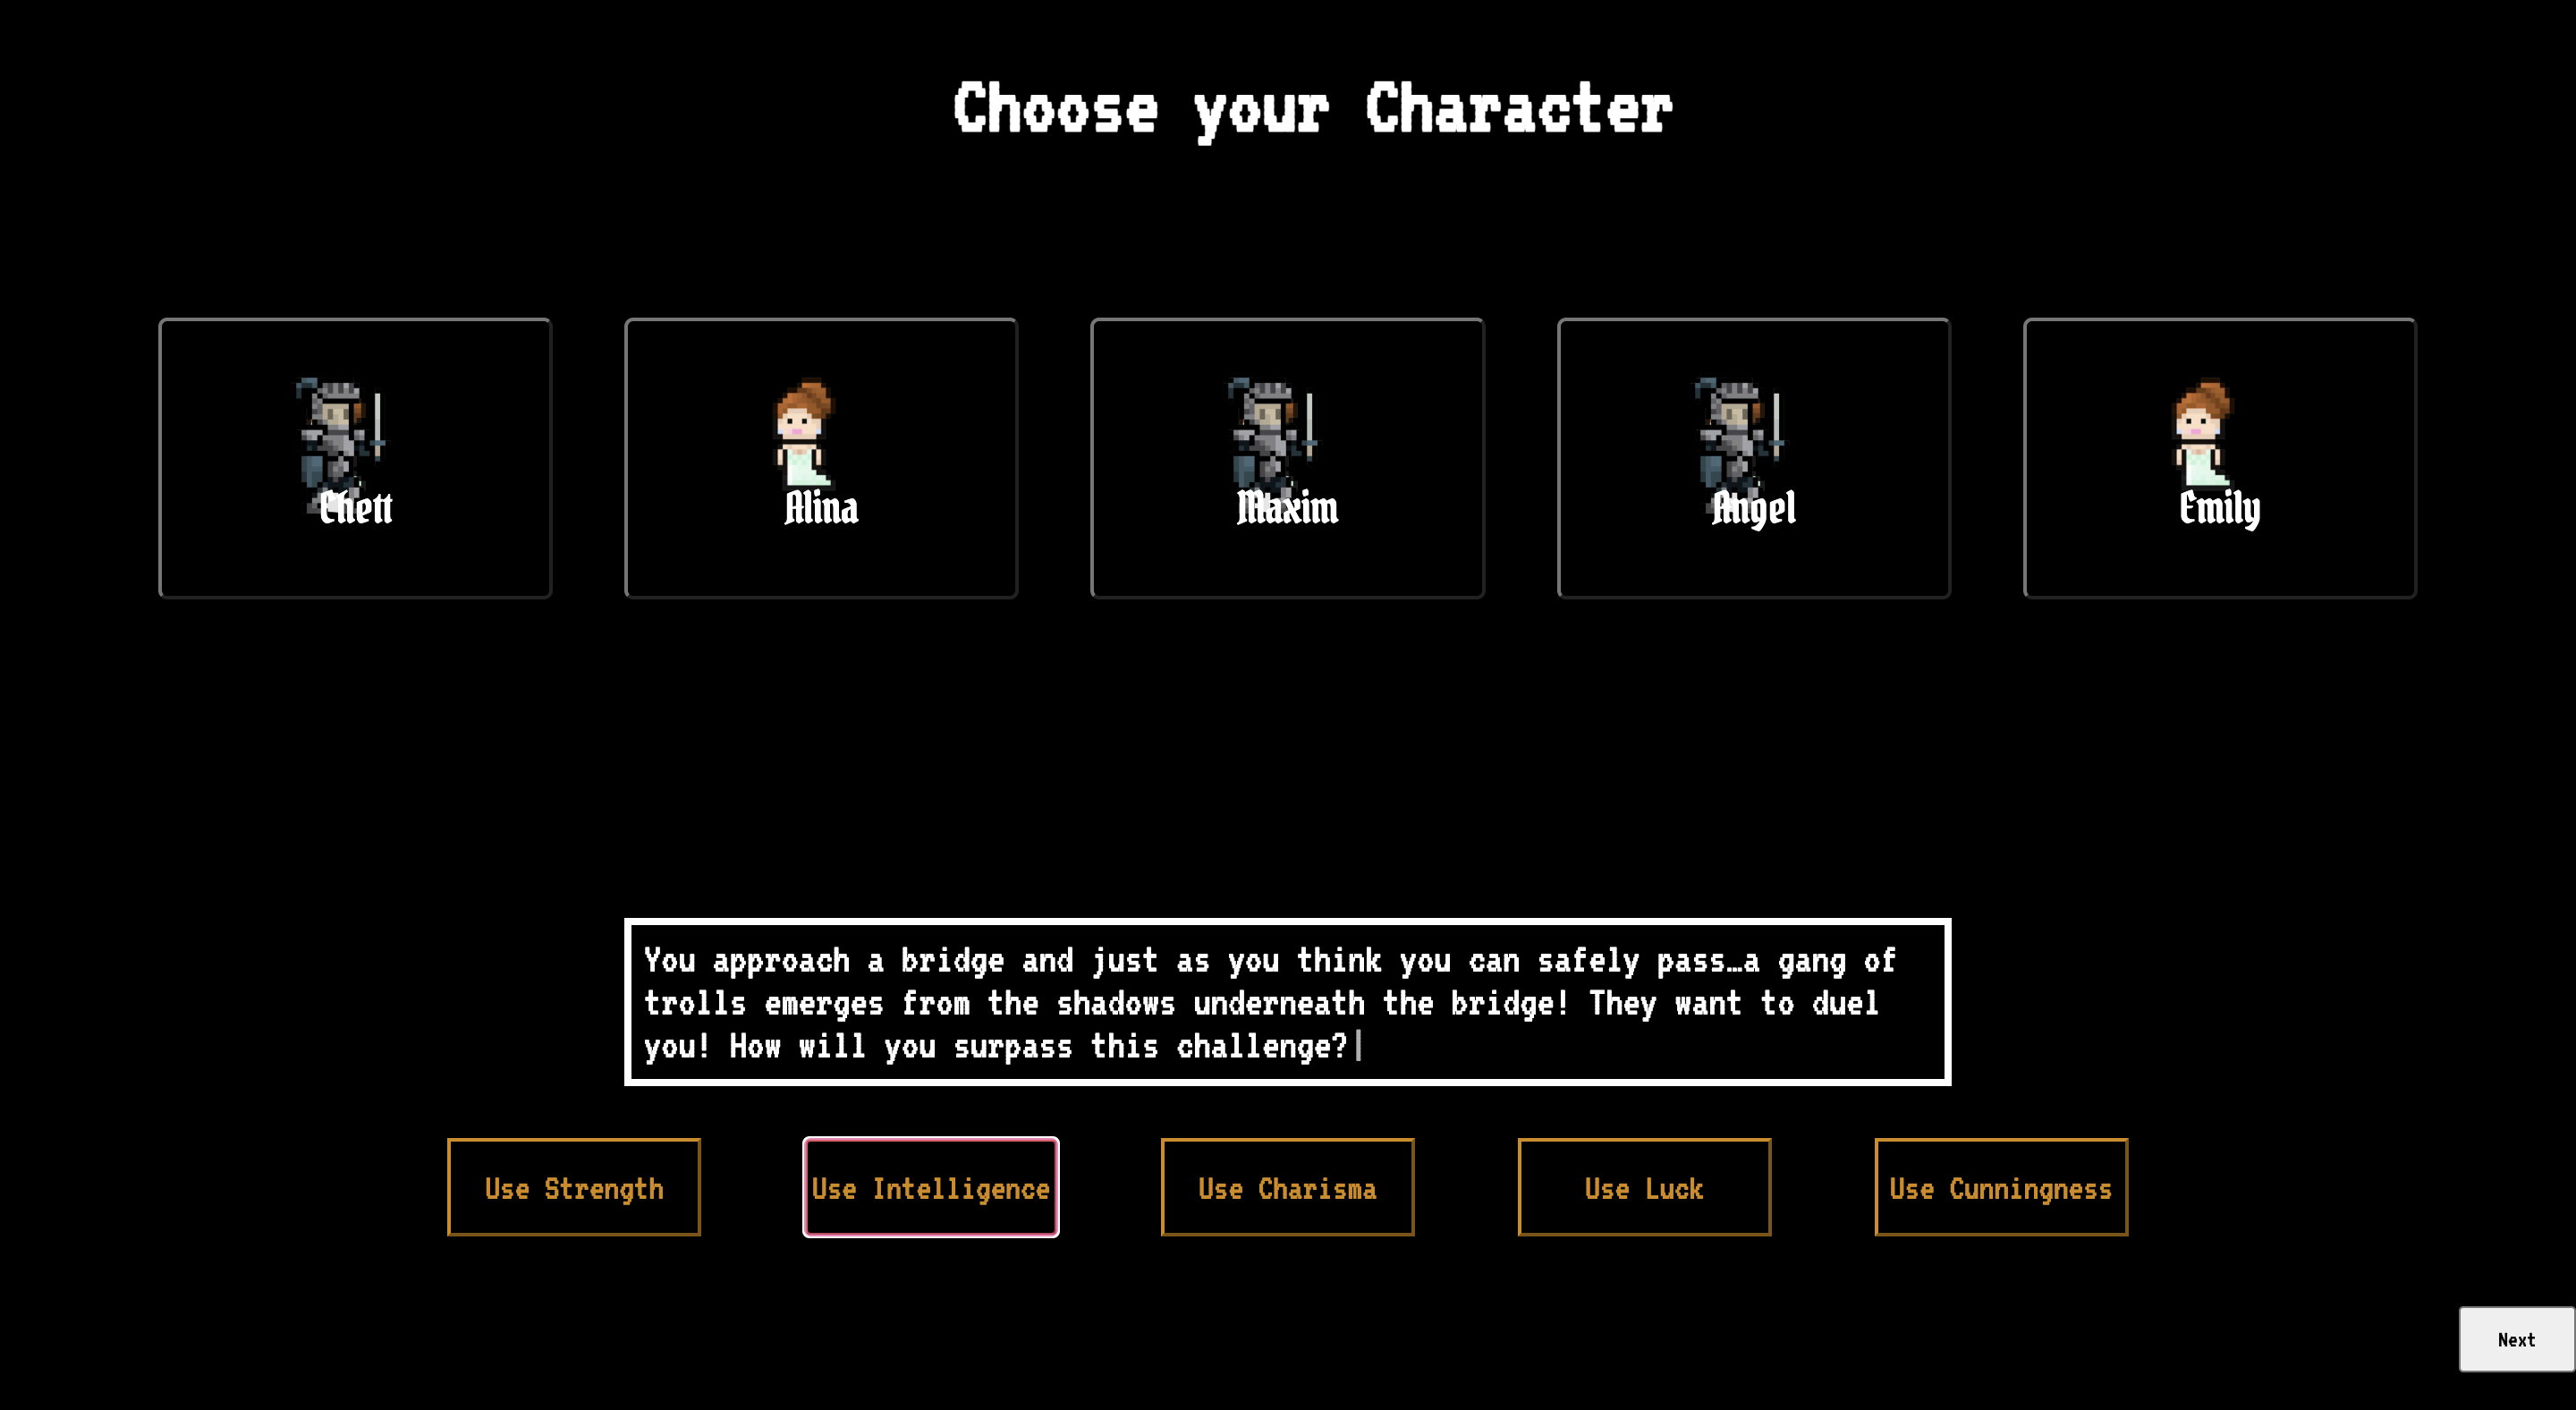 Choose your Character
Chett
Alina
Maxim
Angel
Emily
You approach a bridge and just as you think you can safely pass…a gang of
trolls emerges from the shadows underneath the bridge! They want to duel
you! How will you surpass this challenge?
Use Strength
Use Intelligence
Use Charisma
Use Luck
Use Cunningness
Next